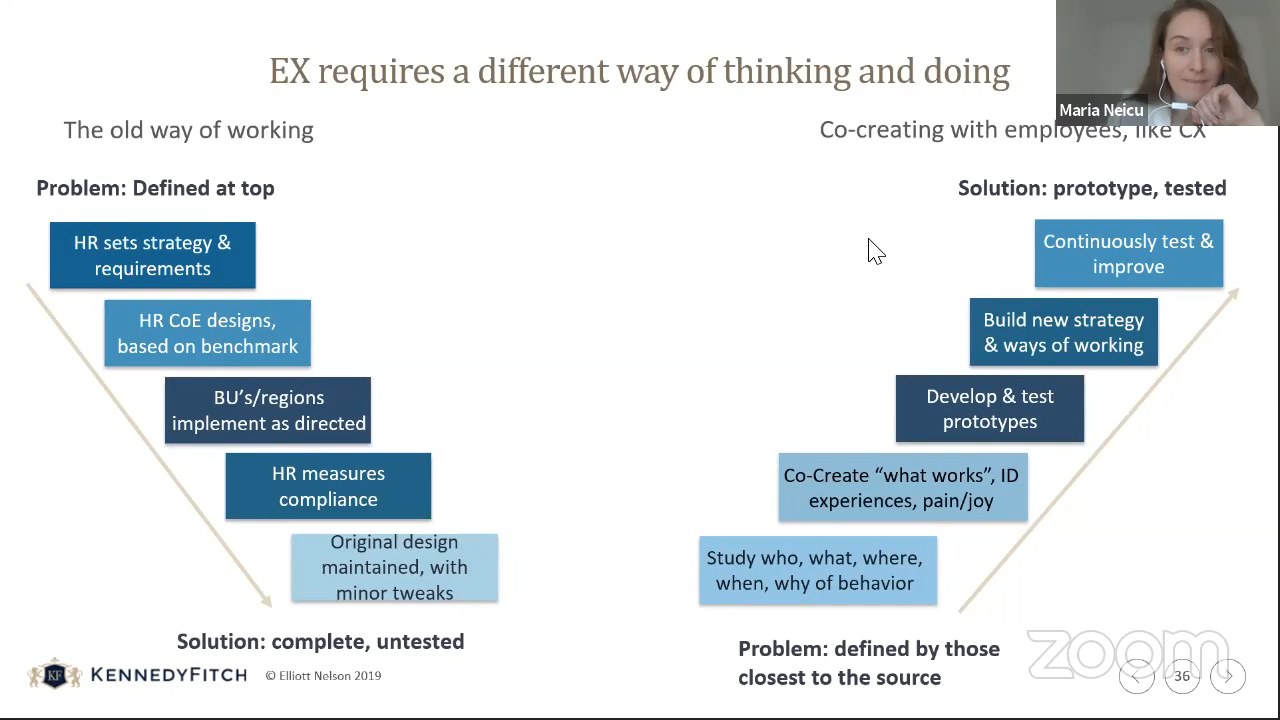 EX requires a different way of thinking and doing
Maria Neicu
The old way of working
Co-creating with employees, like CX
Problem: Defined at top
Solution: prototype, tested
HR sets strategy &
requirements
HR CoE designs,
based on benchmark
BU's/regions
implement as directed
HR measures
compliance
Original design
maintained, with
minor tweaks
Solution: complete, untested
Continuously test &
improve
Build new strategy
& ways of working
Develop & test
prototypes
Co-Create “what works”, ID
experiences, pain/joy
Study who, what, where,
when, why of behavior
Problem: defined by those
closest to the source
KF
KENNEDYFITCH
© Elliott Nelson 2019
zoom
36